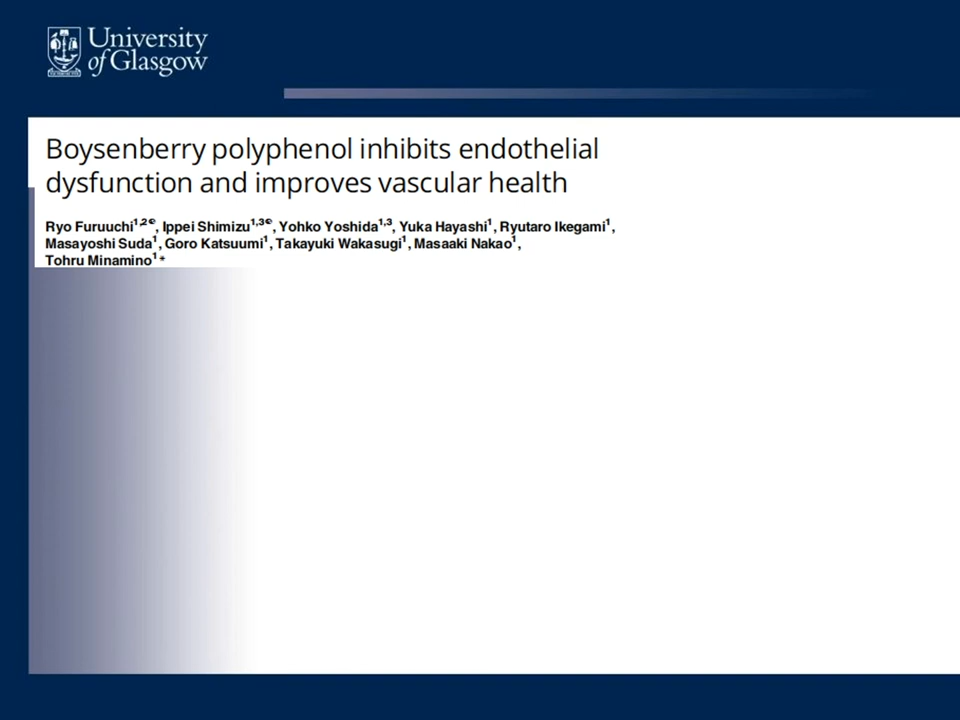 University
of Glasgow
Boysenberry polyphenol inhibits endothelial
dysfunction and improves vascular health
Ryo Furuuchi1,2☯, Ippei Shimizu1,3☯, Yohko Yoshida1,3, Yuka Hayashi1, Ryutaro Ikegami1,
Masayoshi Suda1, Goro Katsuumi1, Takayuki Wakasugi1, Masaaki Nakao1,
Tohru Minamino1*